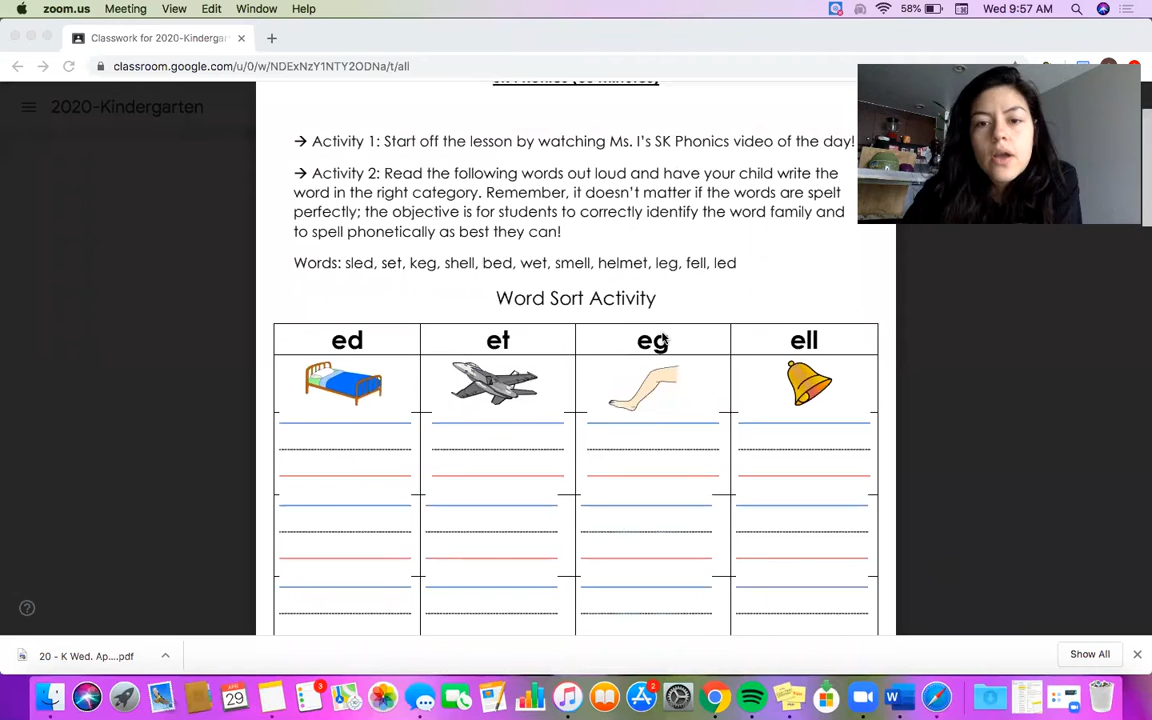 zoom.us Meeting View Edit Window Help 58% Wed 9:57 AM
Classwork for 2020-Kindergar
classroom.google.com/u/0/w/NDExNzY1NTY2ODNa/t/all
2020-Kindergarten
→ Activity 1: Start off the lesson by watching Ms. I's SK Phonics video of the day!
→ Activity 2: Read the following words out loud and have your child write the
word in the right category. Remember, it doesn't matter if the words are spelt
perfectly; the objective is for students to correctly identify the word family and
to spell phonetically as best they can!
Words: sled, set, keg, shell, bed, wet, smell, helmet, leg, fell, led
Word Sort Activity
ed et eg ell
20 - K Wed. Ap....pdf
Show All
APR
29
3
2